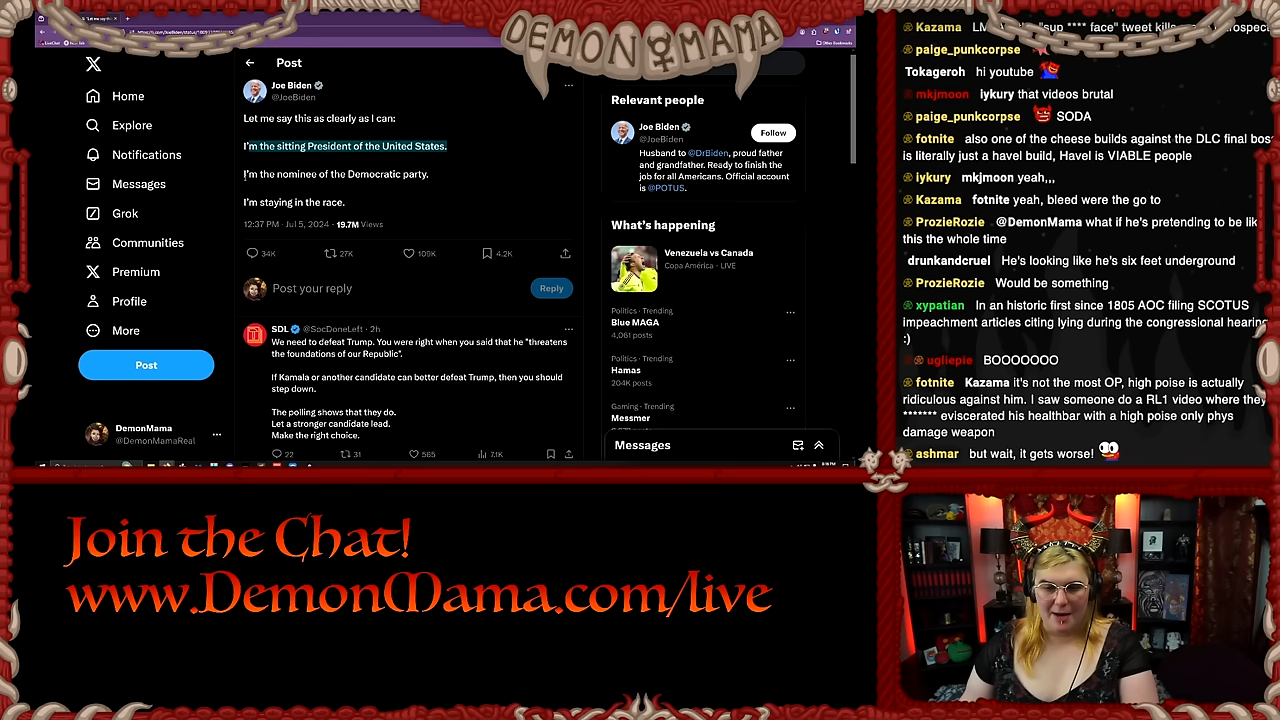 DEMON MAMA
Post
Home
Explore
Notifications
Messages
Grok
Communities
Premium
Profile
More
Post
DemonMama
@DemonMamaReal
Joe Biden
@JoeBiden
Let me say this as clearly as I can:
I'm the sitting President of the United States.
I'm the nominee of the Democratic party.
I'm staying in the race.
12:37 PM · Jul 5, 2024 · 19.7M Views
34K 27K 109K 4.2K
Post your reply
Reply
SDL @SocDoneLeft · 2h
We need to defeat Trump. You were right when you said that he "threatens
the foundations of our Republic".
If Kamala or another candidate can better defeat Trump, then you should
step down.
The polling shows that they do.
Let a stronger candidate lead.
Make the right choice.
22 31 565 7.1K
Relevant people
Joe Biden
@JoeBiden
Follow
Husband to @DrBiden, proud father
and grandfather. Ready to finish the
job for all Americans. Official account
is @POTUS.
What's happening
Venezuela vs Canada
Copa América · LIVE
Politics · Trending
Blue MAGA
4,061 posts
Politics · Trending
Hamas
204K posts
Gaming · Trending
Messmer
Messages
Kazama "sup **** face" tweet kills
paige_punkcorpse
Tokageroh hi youtube
mkjmoon iykury that videos brutal
paige_punkcorpse SODA
fotnite also one of the cheese builds against the DLC final bos
is literally just a havel build, Havel is VIABLE people
iykury mkjmoon yeah,,,
Kazama fotnite yeah, bleed were the go to
ProzieRozie @DemonMama what if he's pretending to be lik
this the whole time
drunkandcruel He's looking like he's six feet underground
ProzieRozie Would be something
xypatian In an historic first since 1805 AOC filing SCOTUS
impeachment articles citing lying during the congressional hearing
:)
ugliepie BOOOOOOO
fotnite Kazama it's not the most OP, high poise is actually
ridiculous against him. I saw someone do a RL1 video where they
******* eviscerated his healthbar with a high poise only phys
damage weapon
ashmar but wait, it gets worse!
Join the Chat!
www.DemonMama.com/live